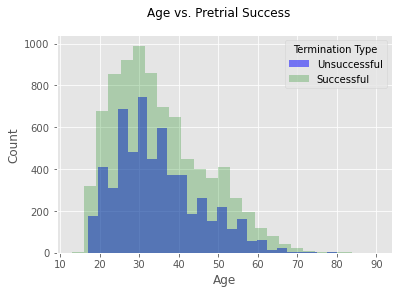 Age vs. Pretrial Success
Termination Type
Unsuccessful
Successful
Count
1000
800
600
400
200
0
10 20 30 40 50 60 70 80 90
Age